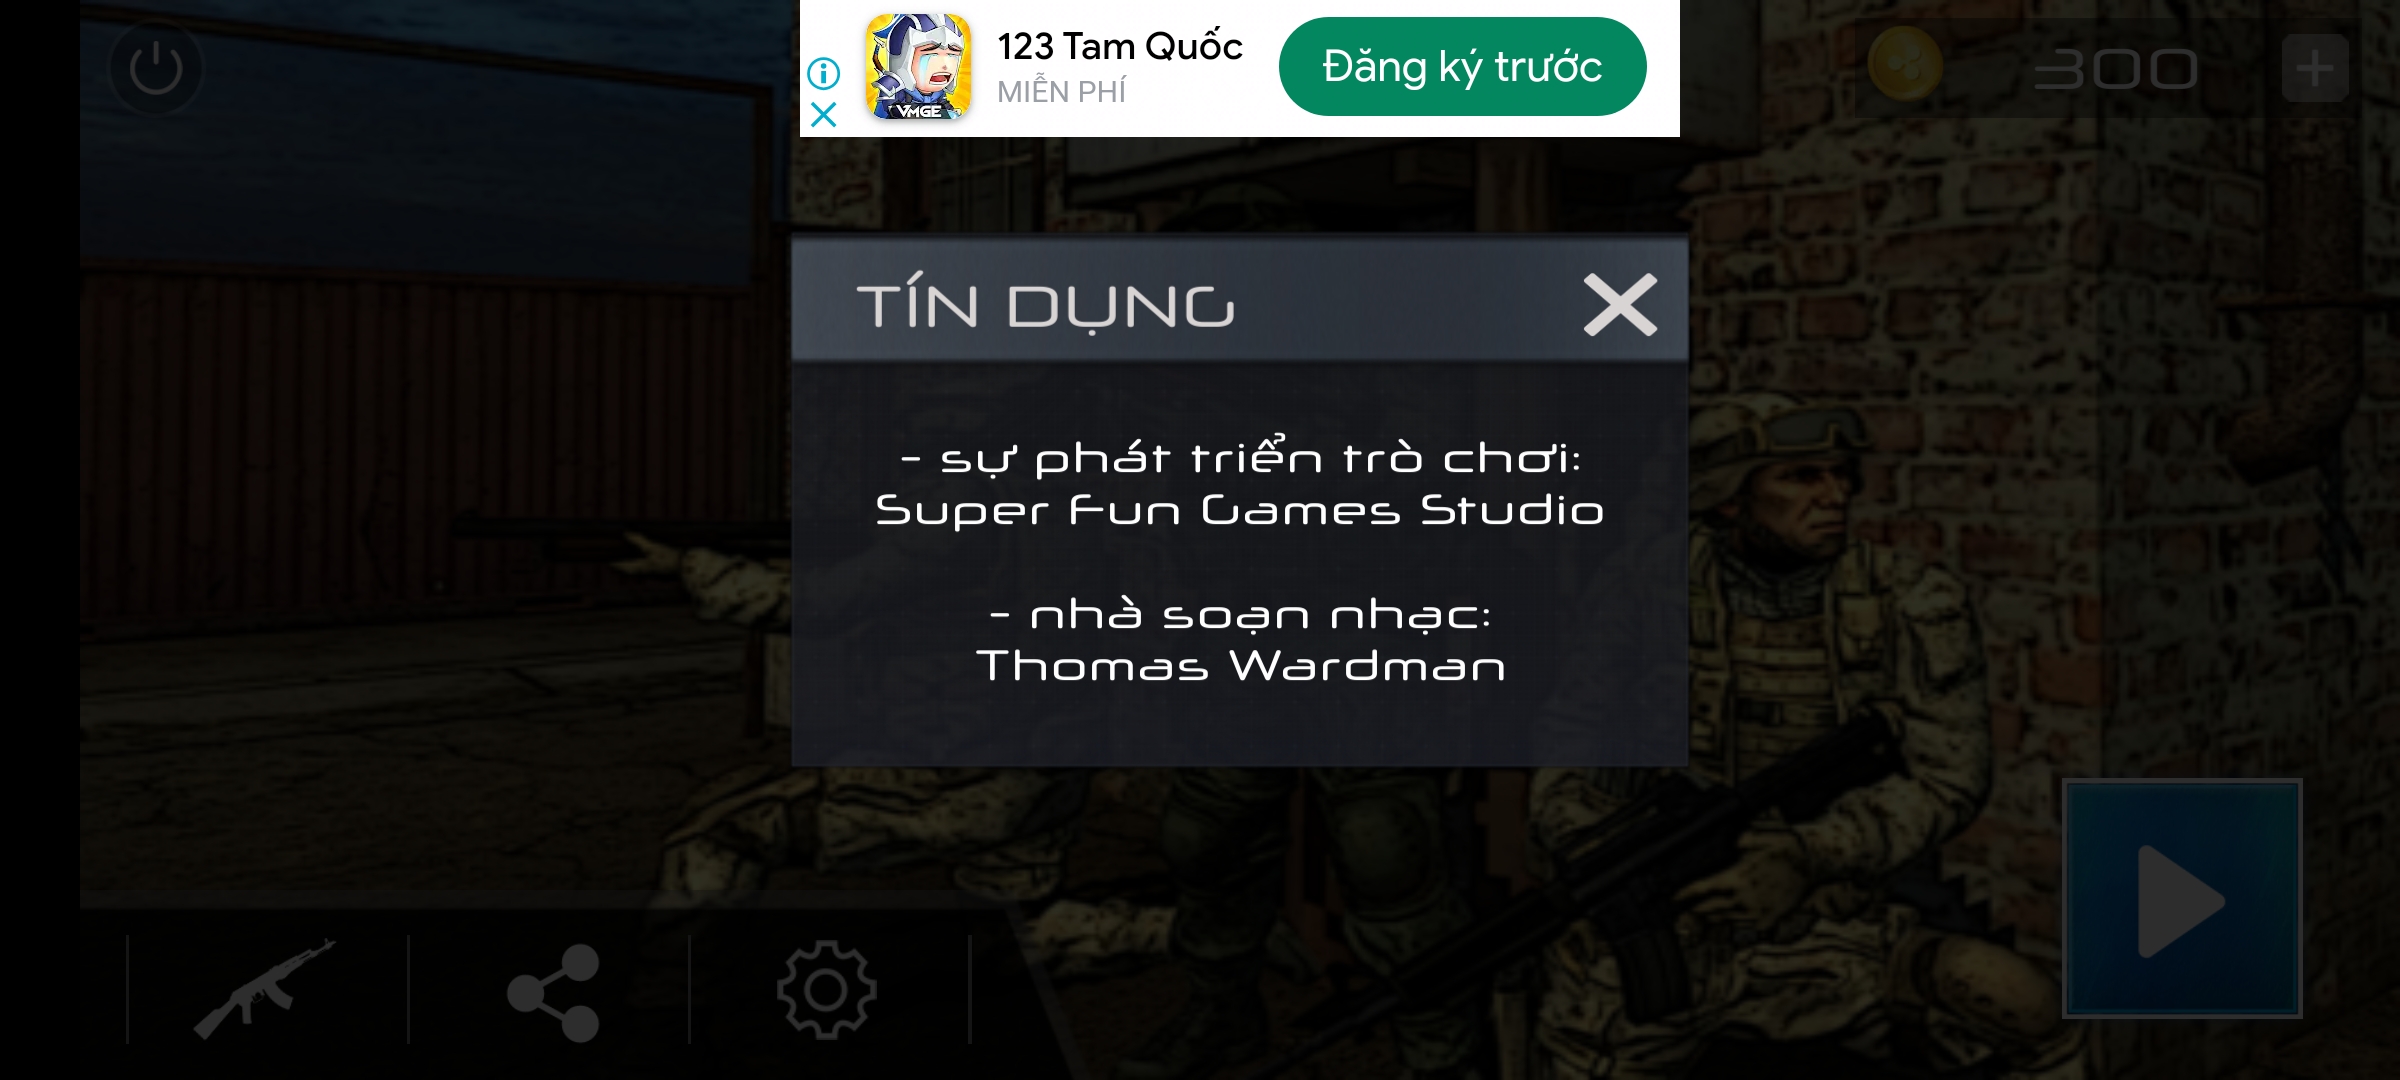 123 Tam Quốc
MIỄN PHÍ
VMGE
Đăng ký trước
300
TÍN DỤNG
- sự phát triển trò chơi:
Super Fun Games Studio
- nhà soạn nhạc:
Thomas Wardman